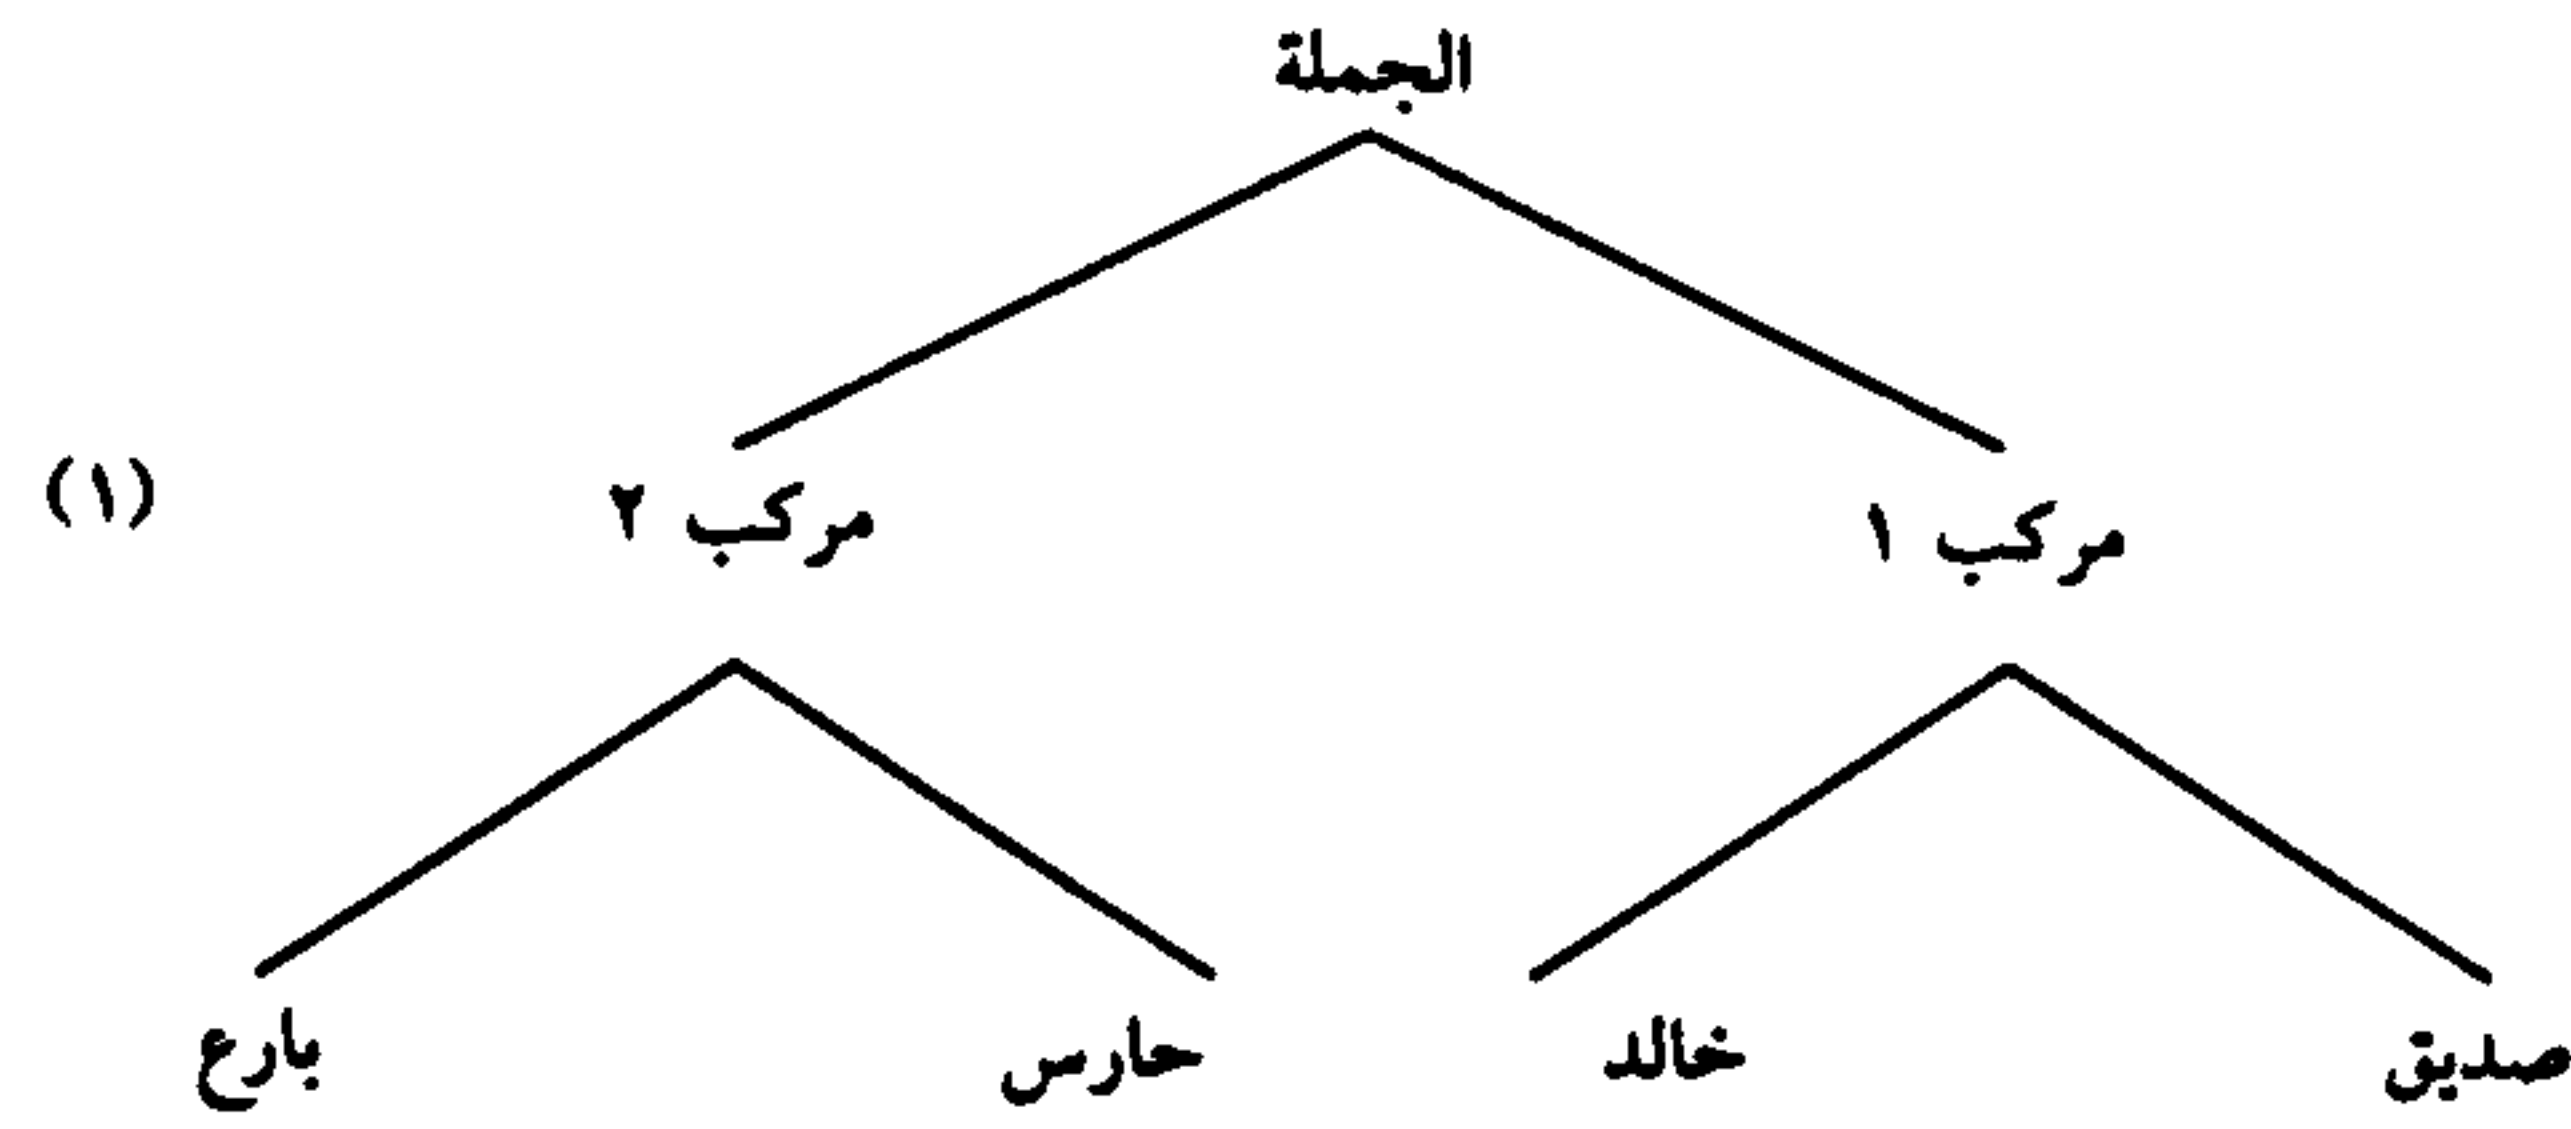 الجملة
مركب ١ مركب ٢ (١)
صديق خالد حارس بارع